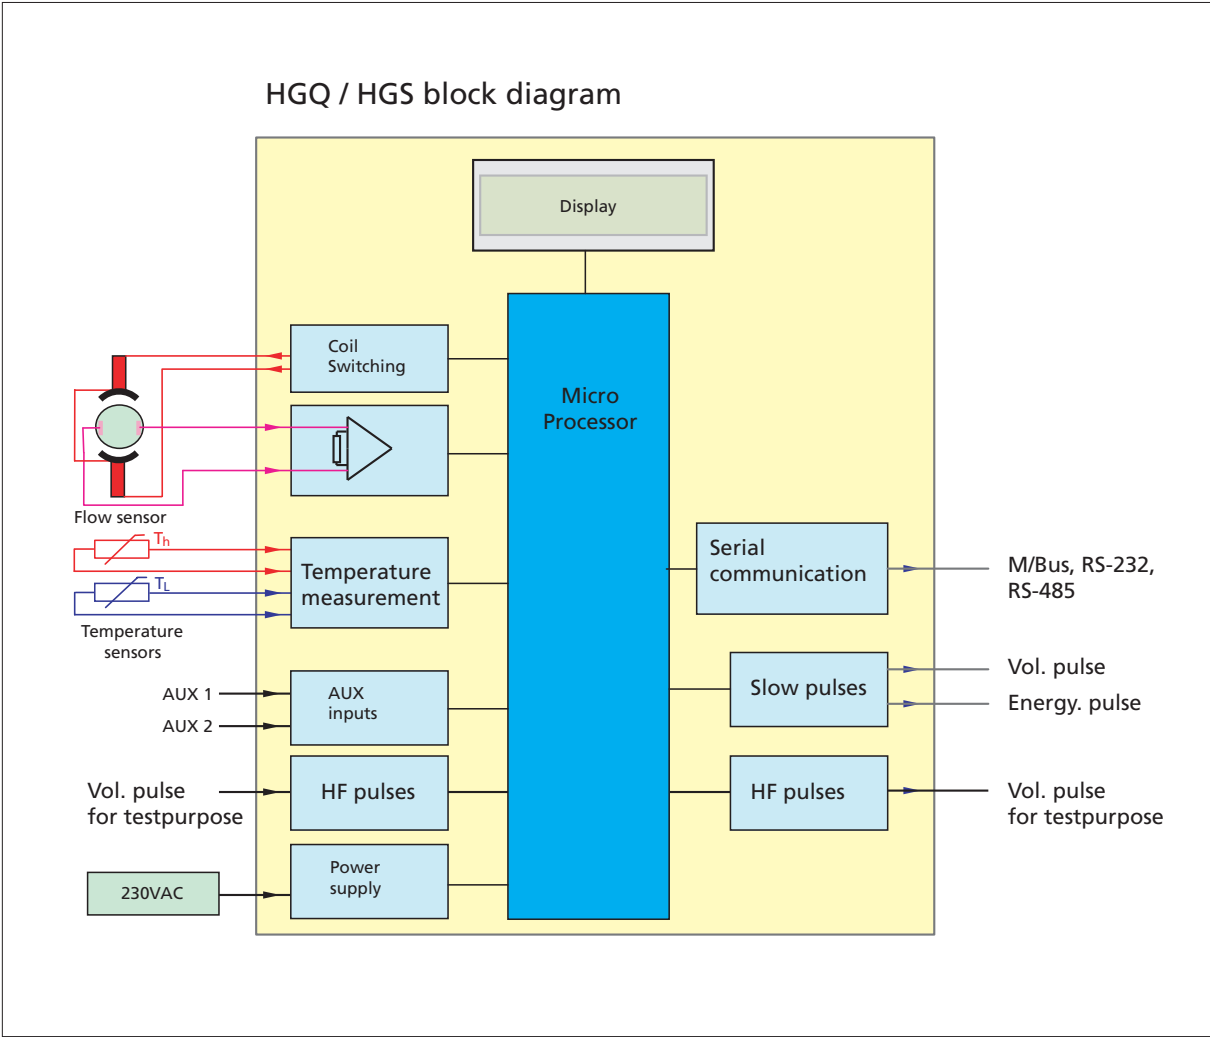 HGQ / HGS block diagram
Display
Coil
Switching
Micro
Processor
Flow sensor
Th
TL
Temperature
sensors
Temperature
measurement
Serial
communication
M/Bus, RS-232,
RS-485
AUX 1
AUX 2
AUX
inputs
Slow pulses
Vol. pulse
Energy. pulse
Vol. pulse
for testpurpose
HF pulses
HF pulses
Vol. pulse
for testpurpose
230VAC
Power
supply